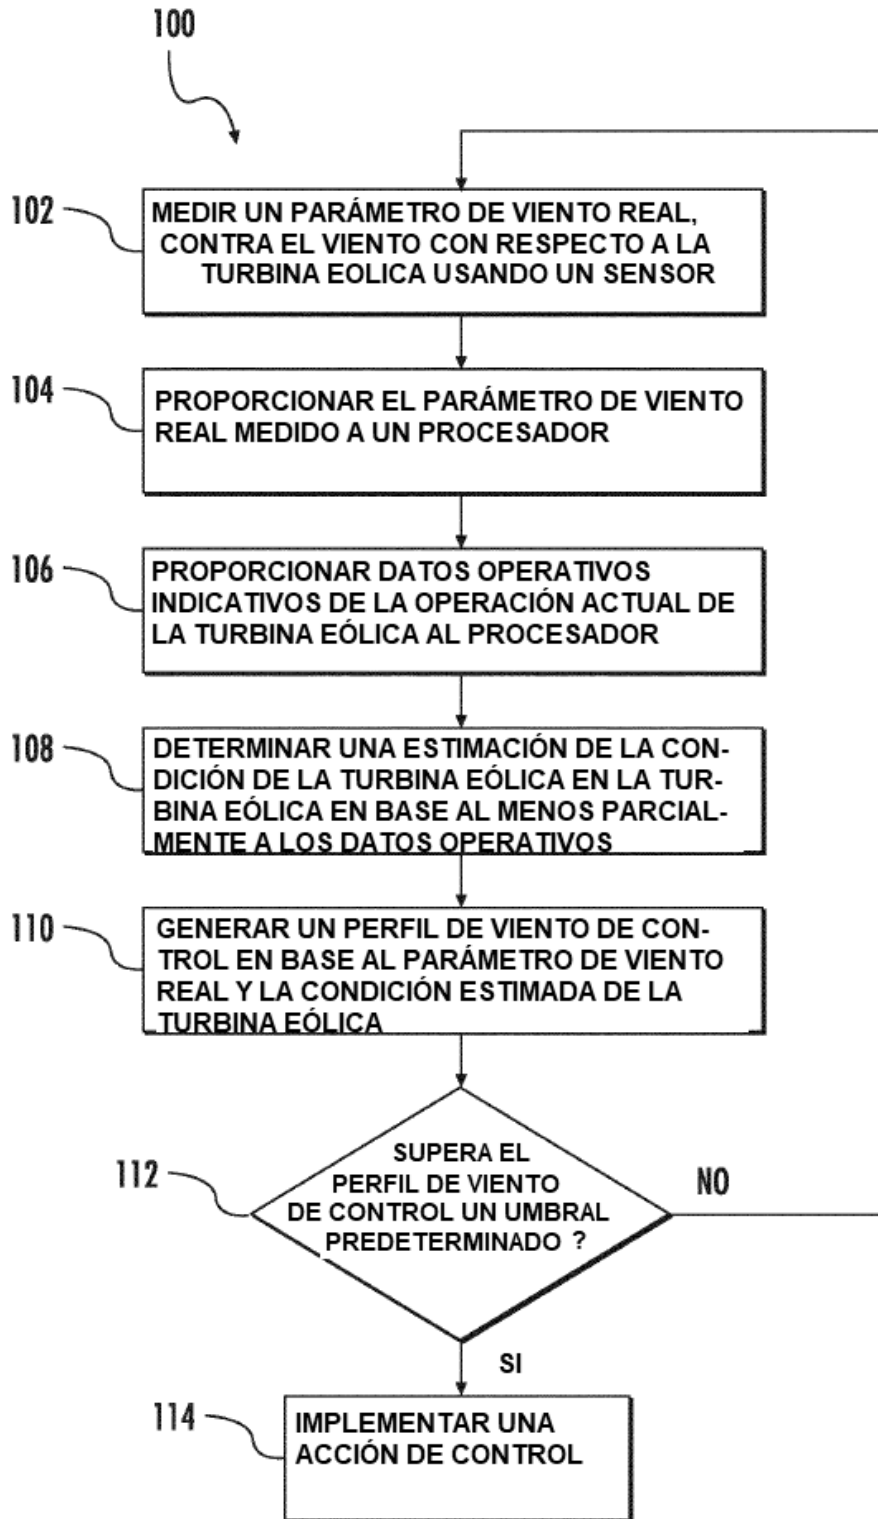 100
102
MEDIR UN PARÁMETRO DE VIENTO REAL,
CONTRA EL VIENTO CON RESPECTO A LA
TURBINA EOLICA USANDO UN SENSOR
104
PROPORCIONAR EL PARÁMETRO DE VIENTO
REAL MEDIDO A UN PROCESADOR
106
PROPORCIONAR DATOS OPERATIVOS
INDICATIVOS DE LA OPERACIÓN ACTUAL DE
LA TURBINA EÓLICA AL PROCESADOR
108
DETERMINAR UNA ESTIMACIÓN DE LA CON-
DICIÓN DE LA TURBINA EÓLICA EN LA TUR-
BINA EÓLICA EN BASE AL MENOS PARCIAL-
MENTE A LOS DATOS OPERATIVOS
110
GENERAR UN PERFIL DE VIENTO DE CON-
TROL EN BASE AL PARÁMETRO DE VIENTO
REAL Y LA CONDICIÓN ESTIMADA DE LA
TURBINA EÓLICA
112
SUPERA EL
PERFIL DE VIENTO
DE CONTROL UN UMBRAL
PREDETERMINADO ?
NO
SI
114
IMPLEMENTAR UNA
ACCIÓN DE CONTROL